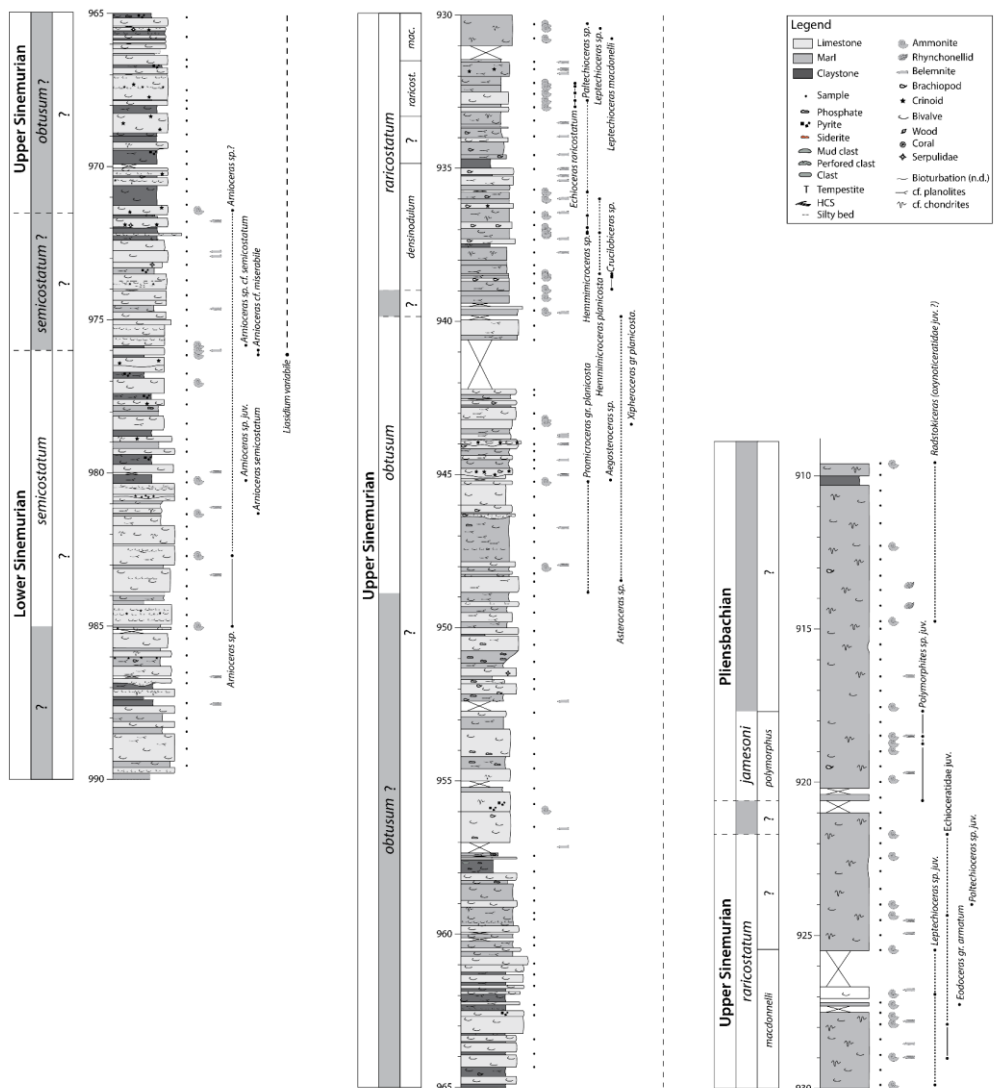 965
970
975
980
985
990
Upper Sinemurian
Lower Sinemurian
obtusum ?
semicostatum ?
semicostatum
?
?
?
?
Arnioceras sp.?
Arnioceras sp. cf. semicostatum
Arnioceras cf. miserabile
Arnioceras sp. juv.
Arnioceras semicostatum
Arnioceras sp.
Liasidium variabile
930
935
940
945
950
955
960
965
Upper Sinemurian
raricostatum
?
obtusum
obtusum ?
mac.
raricost.
?
densinodulum
?
Paltechioceras sp.
Leptechioceras sp.
Leptechioceras macdonelli
Echioceras raricostatum
Hemmimicroceras sp.
Hemmimicroceras planicosta
Crucilobiceras sp.
Promicroceras gr. planicosta
Aegosteroceras sp.
Xipheroceras gr planicosta.
Asteroceras sp.
910
915
920
925
930
Pliensbachian
Upper Sinemurian
jamesoni
?
raricostatum
?
polymorphus
?
macdonnelli
Radstokiceras (oxynoticeratidae juv. ?)
Polymorphites sp. juv.
Echioceratidae juv.
Leptechioceras sp. juv.
Eodoceras gr. armatum
Paltechioceras sp. juv.
Legend
Limestone
Marl
Claystone
Sample
Phosphate
Pyrite
Siderite
Mud clast
Perfored clast
Clast
T Tempestite
HCS
Silty bed
Ammonite
Rhynchonellid
Belemnite
Brachiopod
Crinoid
Bivalve
Wood
Coral
Serpulidae
Bioturbation (n.d.)
cf. planolites
cf. chondrites